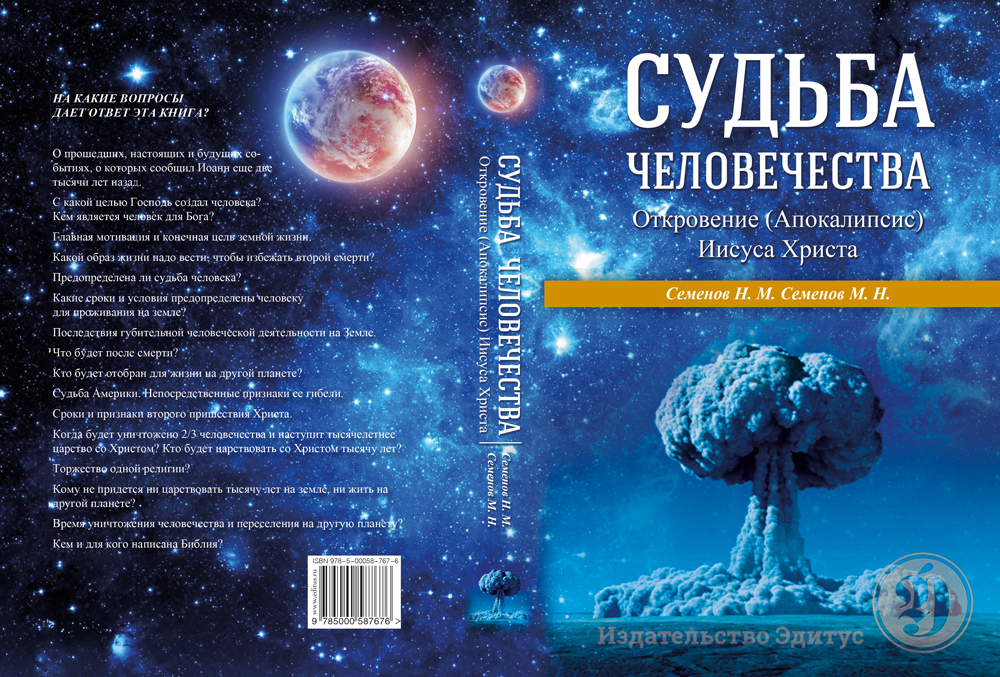 НА КАКИЕ ВОПРОСЫ
ДАЕТ ОТВЕТ ЭТА КНИГА?
О прошедших, настоящих и будущих со-
бытиях, о которых сообщил Иоанн еще две
тысячи лет назад.
С какой целью Господь создал человека?
Кем является человек для Бога?
Главная мотивация и конечная цель земной жизни.
Какой образ жизни надо вести, чтобы избежать второй смерти?
Предопределена ли судьба человека?
Какие сроки и условия предопределены человеку
для проживания на земле?
Последствия губительной человеческой деятельности на Земле.
Что будет после смерти?
Кто будет отобран для жизни на другой планете?
Судьба Америки. Непосредственные признаки ее гибели.
Сроки и признаки второго пришествия Христа.
Когда будет уничтожено 2/3 человечества и наступит тысячелетнее
царство со Христом? Кто будет царствовать со Христом тысячу лет?
Торжество одной религии?
Кому не придется ни царствовать тысячу лет на земле, ни жить на
другой планете?
Время уничтожения человечества и переселения на другую планету?
Кем и для кого написана Библия?
ISBN 978-5-00058-767-6
www.editus.ru
9 785000 587676 >
СУДЬБА ЧЕЛОВЕЧЕСТВА
Откровение (Апокалипсис) Иисуса Христа
Семенов Н. М.
Семенов М. Н.
СУДЬБА
ЧЕЛОВЕЧЕСТВА
Откровение (Апокалипсис)
Иисуса Христа
Семенов Н. М. Семенов М. Н.
Издательство Эдитус